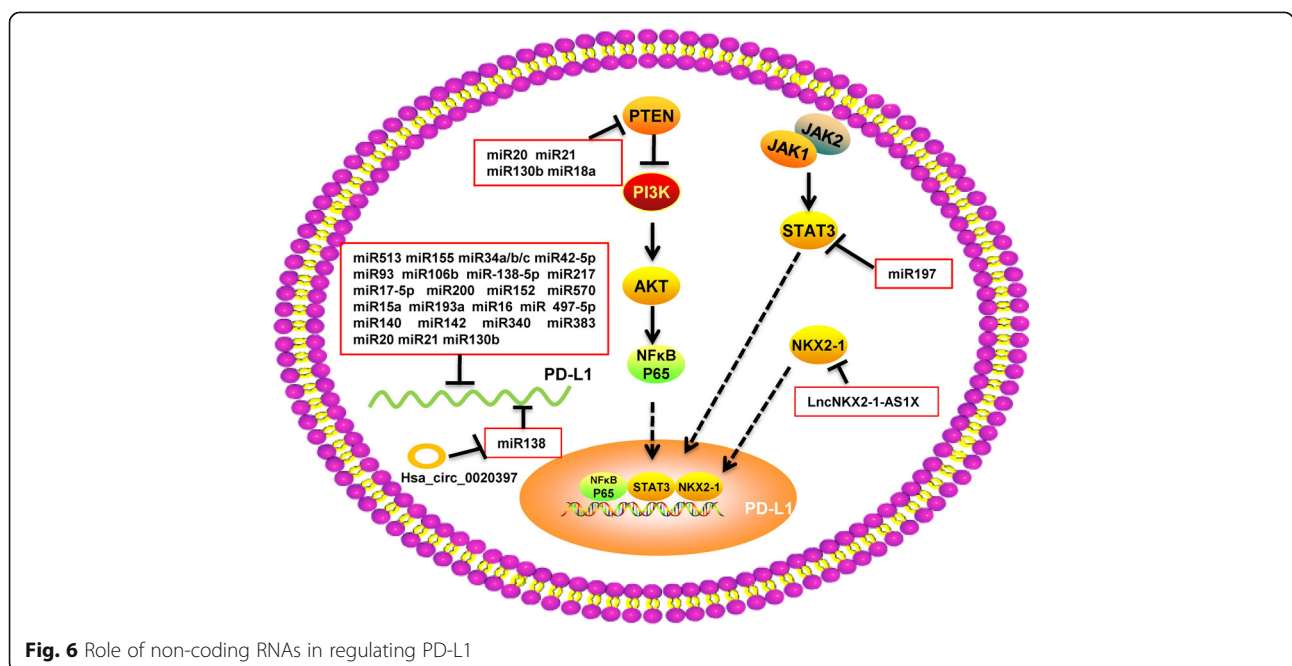 PTEN
miR20 miR21
miR130b miR18a
PI3K
JAK2
JAK1
STAT3
miR197
miR513 miR155 miR34a/b/c miR42-5p
miR93 miR106b miR-138-5p miR217
miR17-5p miR200 miR152 miR570
miR15a miR193a miR16 miR 497-5p
miR140 miR142 miR340 miR383
miR20 miR21 miR130b
AKT
NFκB
P65
NKX2-1
LncNKX2-1-AS1X
PD-L1
miR138
Hsa_circ_0020397
NFκB
P65
STAT3
NKX2-1
PD-L1
Fig. 6 Role of non-coding RNAs in regulating PD-L1